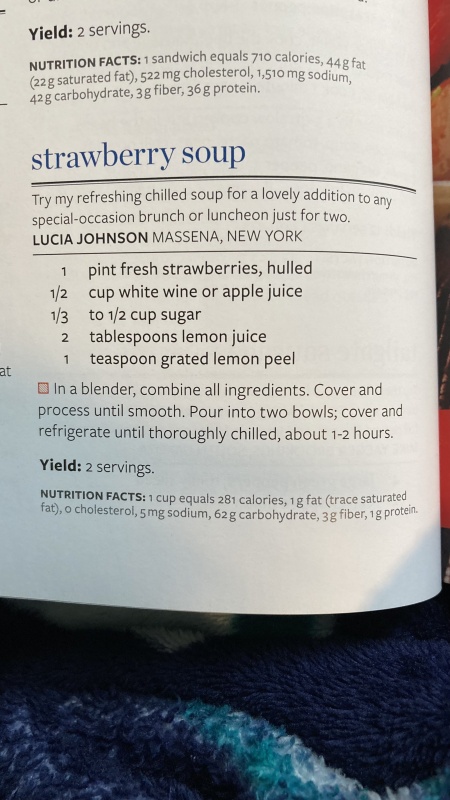 Yield: 2 servings.
NUTRITION FACTS: 1 sandwich equals 710 calories, 44 g fat
(22 g saturated fat), 522 mg cholesterol, 1,510 mg sodium,
42 g carbohydrate, 3 g fiber, 36 g protein.
strawberry soup
Try my refreshing chilled soup for a lovely addition to any
special-occasion brunch or luncheon just for two.
LUCIA JOHNSON MASSENA, NEW YORK
1 pint fresh strawberries, hulled
1/2 cup white wine or apple juice
1/3 to 1/2 cup sugar
2 tablespoons lemon juice
1 teaspoon grated lemon peel
at
In a blender, combine all ingredients. Cover and
process until smooth. Pour into two bowls; cover and
refrigerate until thoroughly chilled, about 1-2 hours.
Yield: 2 servings.
NUTRITION FACTS: 1 cup equals 281 calories, 1 g fat (trace saturated
fat), 0 cholesterol, 5 mg sodium, 62 g carbohydrate, 3 g fiber, 1 g protein.